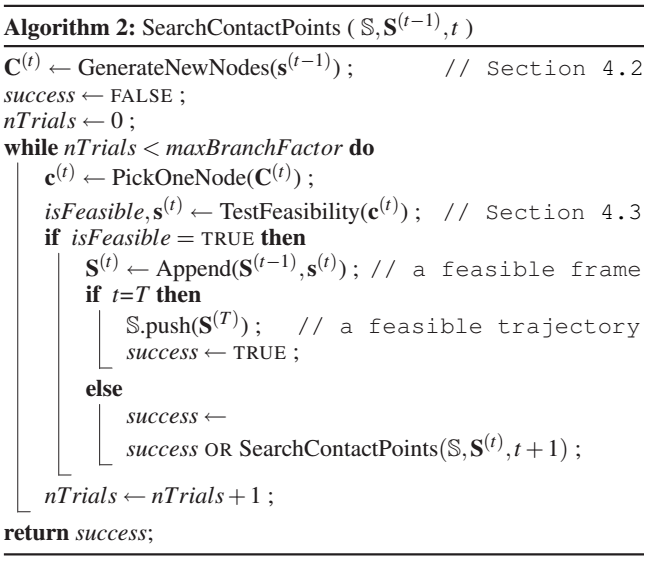 Algorithm 2: SearchContactPoints ( 𝕊, S^(t−1), t )
C^(t) ← GenerateNewNodes(s^(t−1)) ; // Section 4.2
success ← FALSE ;
nTrials ← 0 ;
while nTrials < maxBranchFactor do
c^(t) ← PickOneNode(C^(t)) ;
isFeasible, s^(t) ← TestFeasibility(c^(t)) ; // Section 4.3
if isFeasible = TRUE then
S^(t) ← Append(S^(t−1), s^(t)) ; // a feasible frame
if t=T then
𝕊.push(S^(T)) ; // a feasible trajectory
success ← TRUE ;
else
success ←
success OR SearchContactPoints(𝕊, S^(t), t + 1) ;
nTrials ← nTrials + 1 ;
return success;